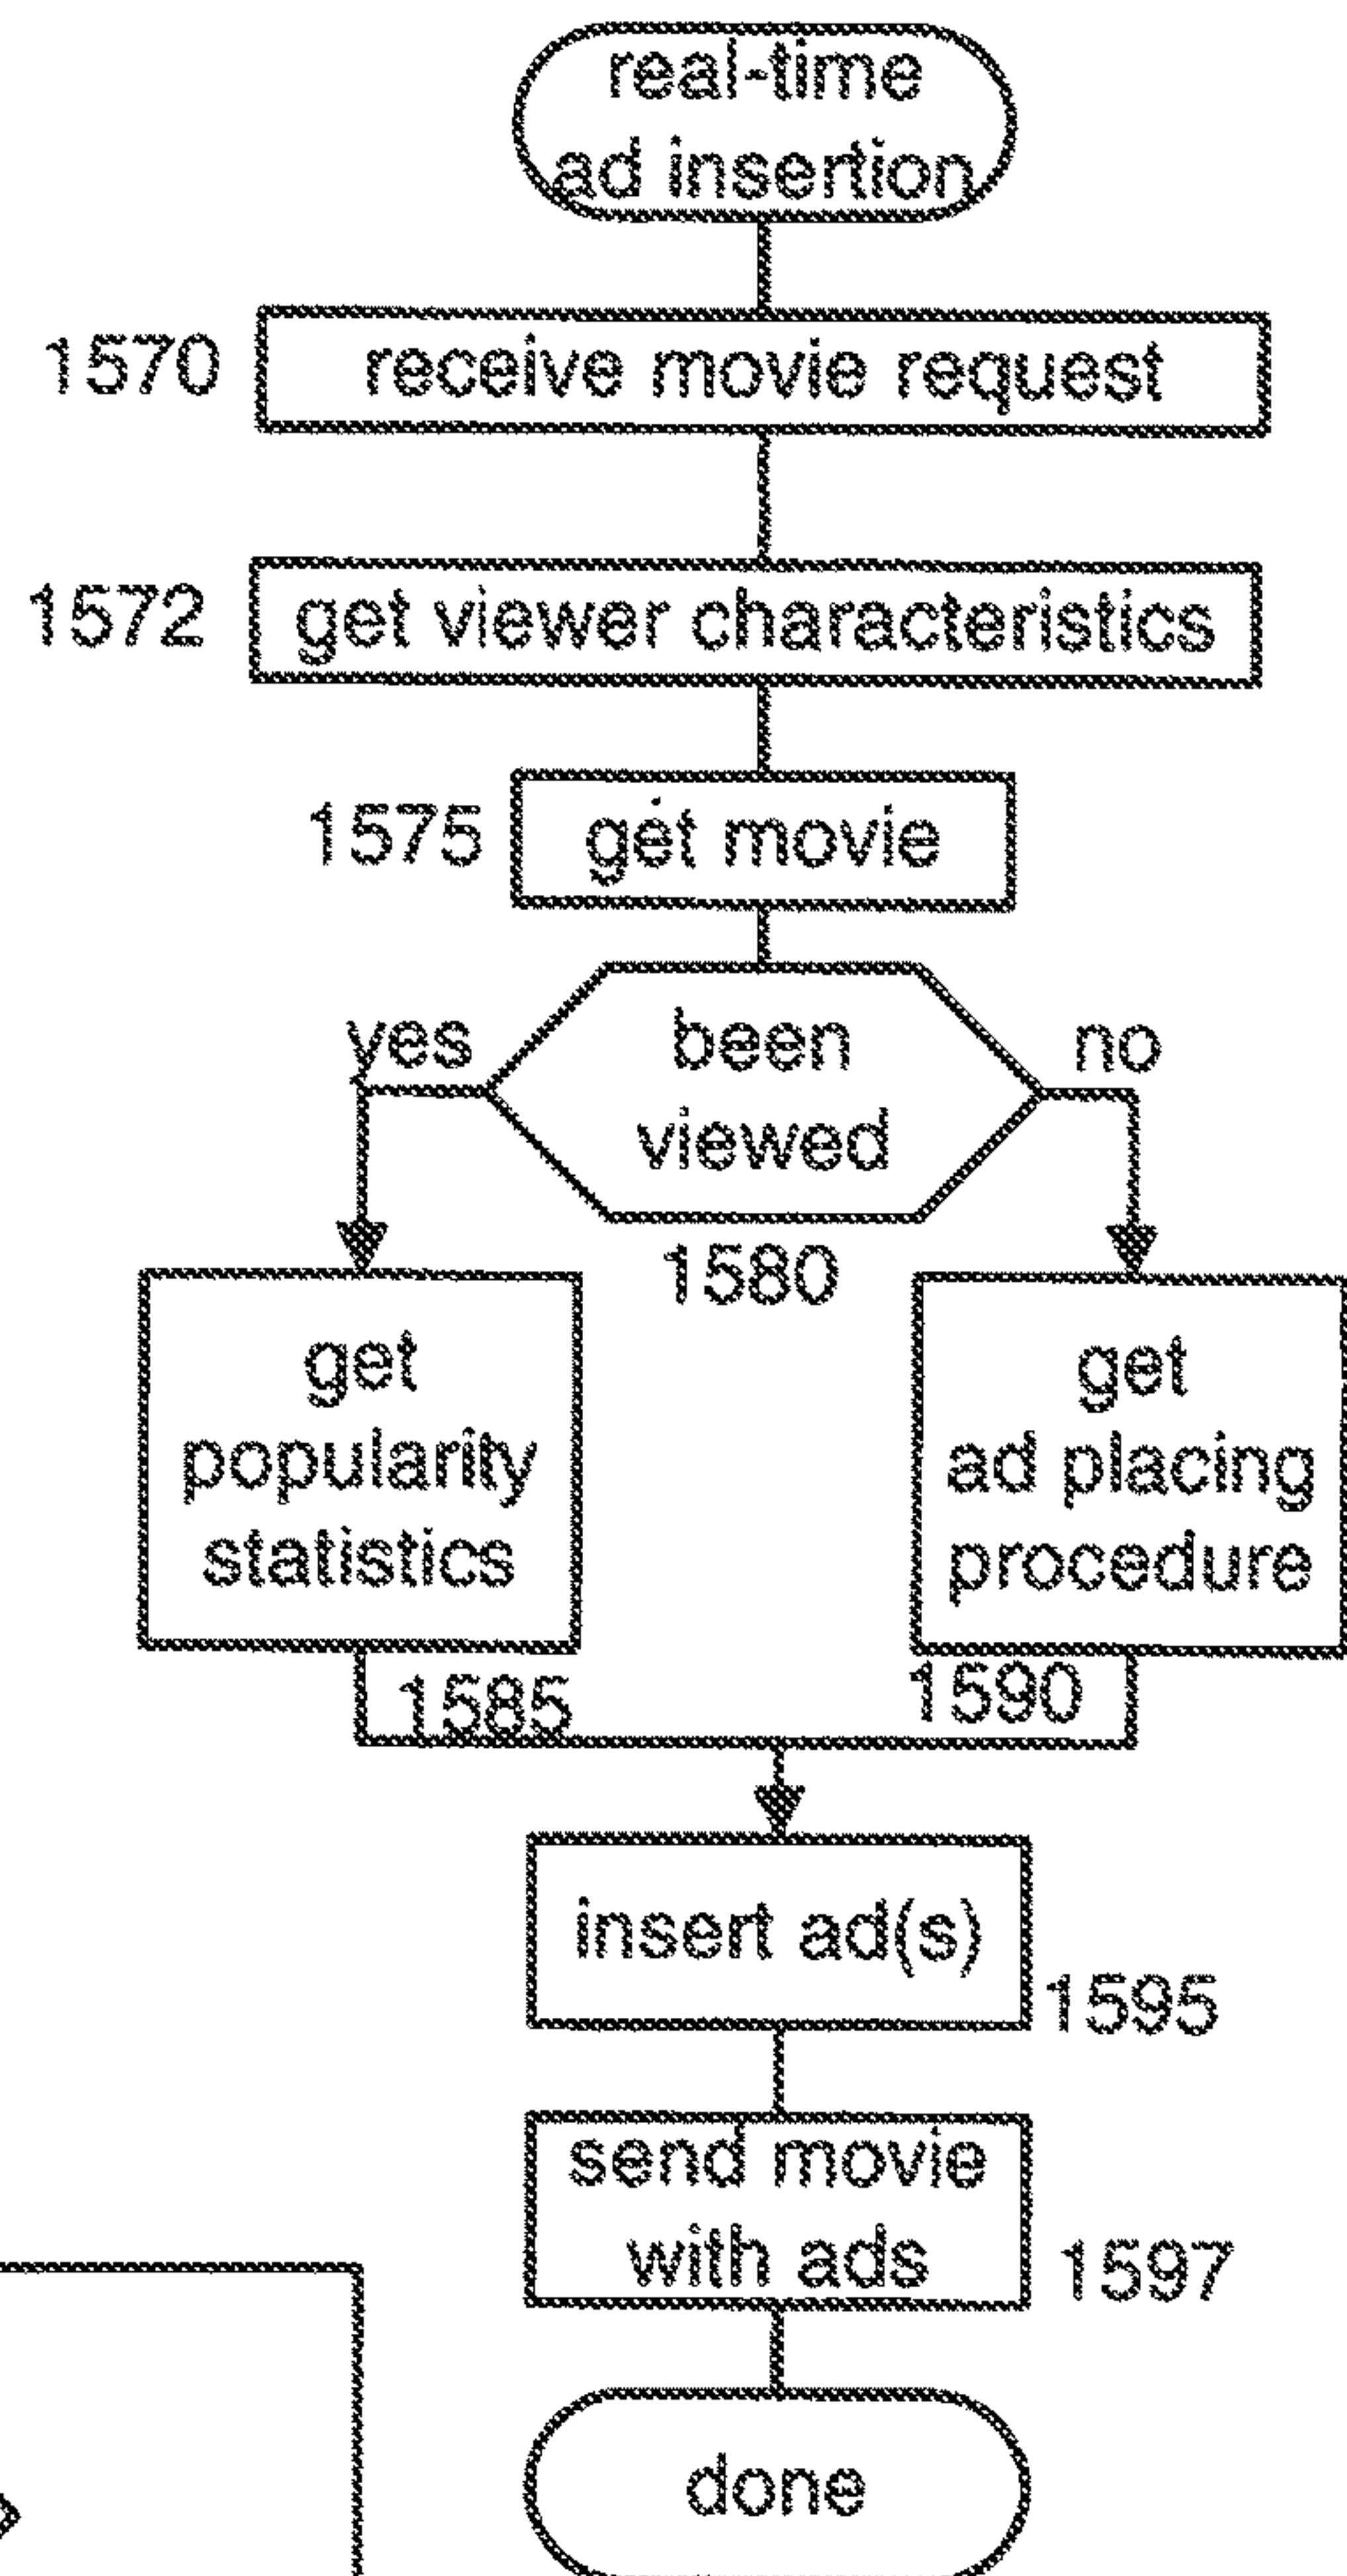 real-time
ad insertion
1570
receive movie request
1572
get viewer characteristics
1575
get movie
yes
been
viewed
no
1580
get
popularity
statistics
get
ad placing
procedure
1585
1590
insert ad(s)
1595
send movie
with ads
1597
done